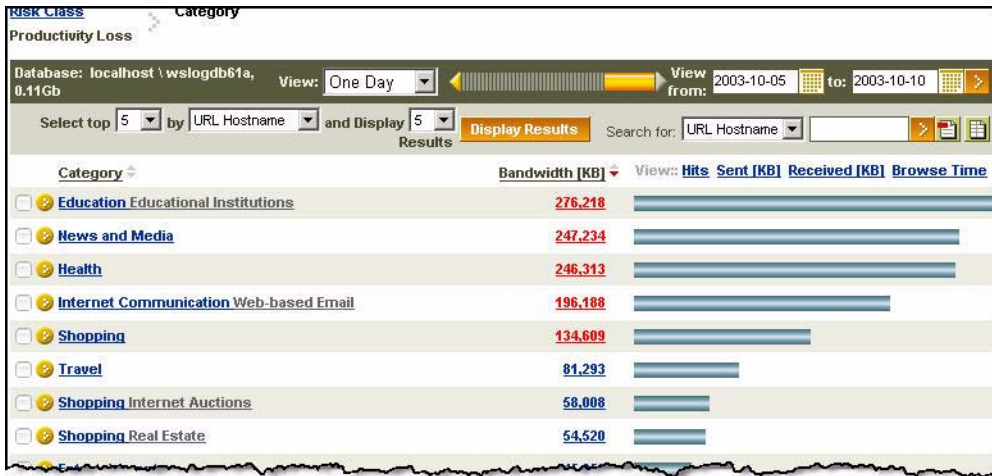 Risk Class Category
Productivity Loss
Database: localhost \ wslogdb61a, 0.11Gb View: One Day View from: 2003-10-05 to: 2003-10-10
Select top 5 by URL Hostname and Display 5 Results Display Results Search for: URL Hostname
Category Bandwidth [KB] View:: Hits Sent [KB] Received [KB] Browse Time
Education Educational Institutions 276,218
News and Media 247,234
Health 246,313
Internet Communication Web-based Email 196,188
Shopping 134,609
Travel 81,293
Shopping Internet Auctions 58,008
Shopping Real Estate 54,520